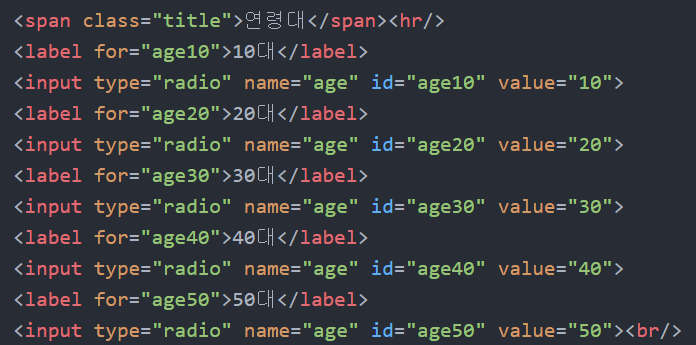 <span class="title">연령대</span><hr/>
<label for="age10">10대</label>
<input type="radio" name="age" id="age10" value="10">
<label for="age20">20대</label>
<input type="radio" name="age" id="age20" value="20">
<label for="age30">30대</label>
<input type="radio" name="age" id="age30" value="30">
<label for="age40">40대</label>
<input type="radio" name="age" id="age40" value="40">
<label for="age50">50대</label>
<input type="radio" name="age" id="age50" value="50"><br/>